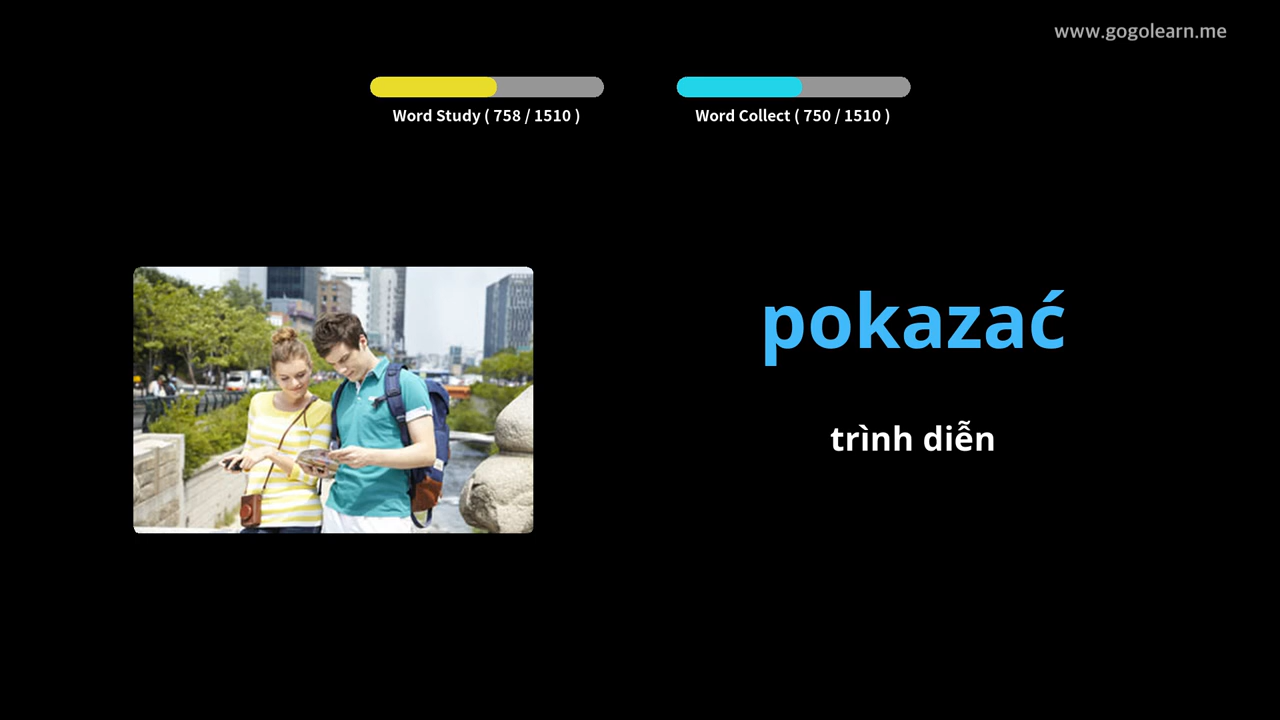 www.gogolearn.me
Word Study ( 758 / 1510 )
Word Collect ( 750 / 1510 )
pokazać
trình diễn